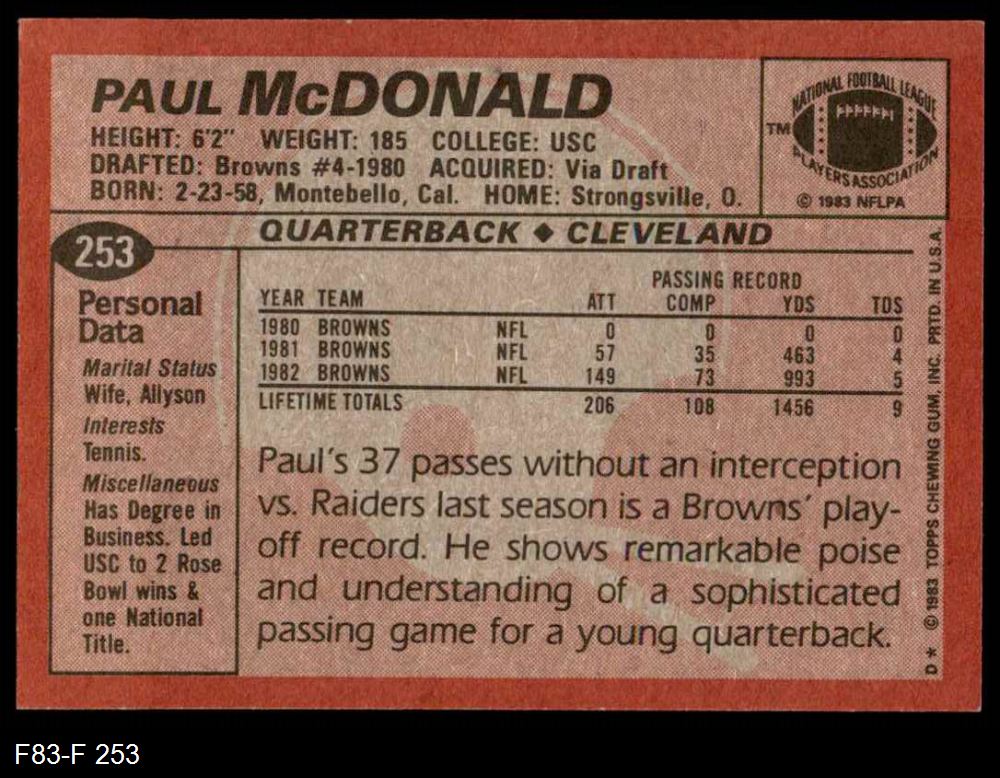 PAUL McDONALD
HEIGHT: 6'2" WEIGHT: 185 COLLEGE: USC
DRAFTED: Browns #4-1980 ACQUIRED: Via Draft
BORN: 2-23-58, Montebello, Cal. HOME: Strongsville, O.
NATIONAL FOOTBALL LEAGUE
TM
PLAYERS ASSOCIATION
© 1983 NFLPA
253
QUARTERBACK ◆ CLEVELAND
Personal
Data
Marital Status
Wife, Allyson
Interests
Tennis.
Miscellaneous
Has Degree in
Business. Led
USC to 2 Rose
Bowl wins &
one National
Title.
PASSING RECORD
YEAR TEAM ATT COMP YDS TDS
1980 BROWNS NFL 0 0 0 0
1981 BROWNS NFL 57 35 463 4
1982 BROWNS NFL 149 73 993 5
LIFETIME TOTALS 206 108 1456 9
Paul's 37 passes without an interception
vs. Raiders last season is a Browns' play-
off record. He shows remarkable poise
and understanding of a sophisticated
passing game for a young quarterback.
D* © 1983 TOPPS CHEWING GUM, INC. PRTD. IN U.S.A.
F83-F 253